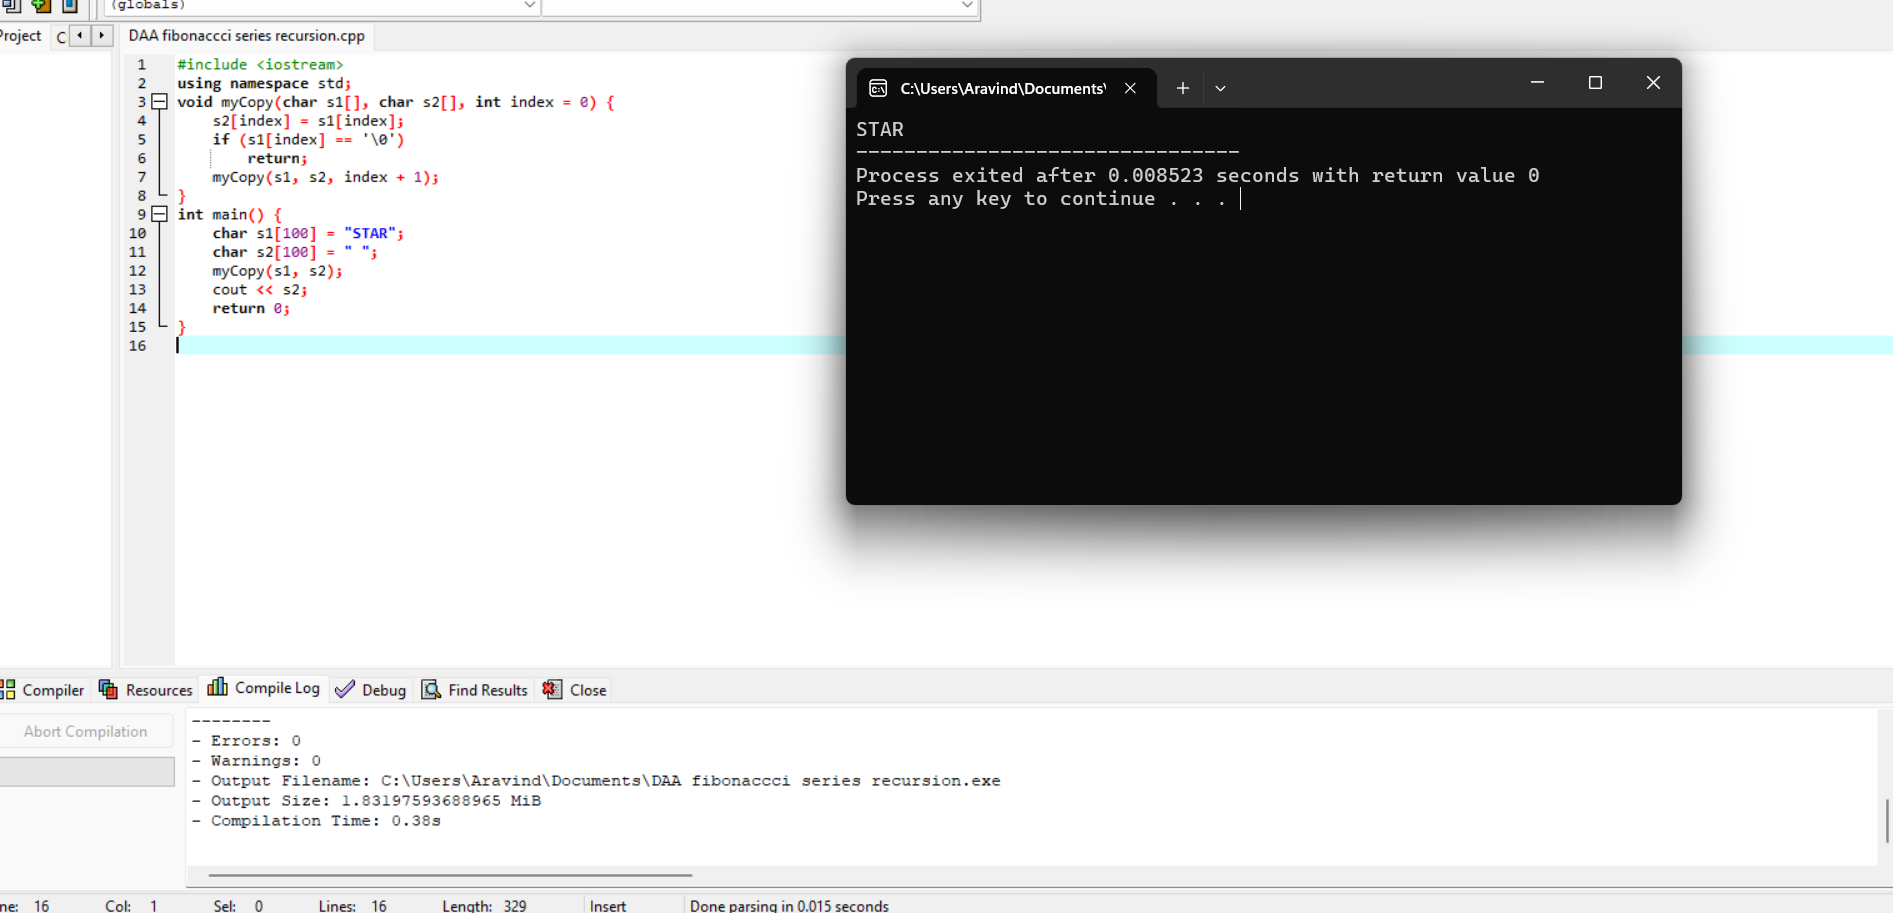 (globals)
Project C DAA fibonaccci series recursion.cpp
1 #include <iostream>
2 using namespace std;
3 void myCopy(char s1[], char s2[], int index = 0) {
4 s2[index] = s1[index];
5 if (s1[index] == '\0')
6 return;
7 myCopy(s1, s2, index + 1);
8 }
9 int main() {
10 char s1[100] = "STAR";
11 char s2[100] = " ";
12 myCopy(s1, s2);
13 cout << s2;
14 return 0;
15 }
16
C:\Users\Aravind\Documents\
STAR
--------------------------------
Process exited after 0.008523 seconds with return value 0
Press any key to continue . . .
Compiler Resources Compile Log Debug Find Results Close
Abort Compilation
--------
- Errors: 0
- Warnings: 0
- Output Filename: C:\Users\Aravind\Documents\DAA fibonaccci series recursion.exe
- Output Size: 1.83197593688965 MiB
- Compilation Time: 0.38s
ne: 16 Col: 1 Sel: 0 Lines: 16 Length: 329 Insert Done parsing in 0.015 seconds